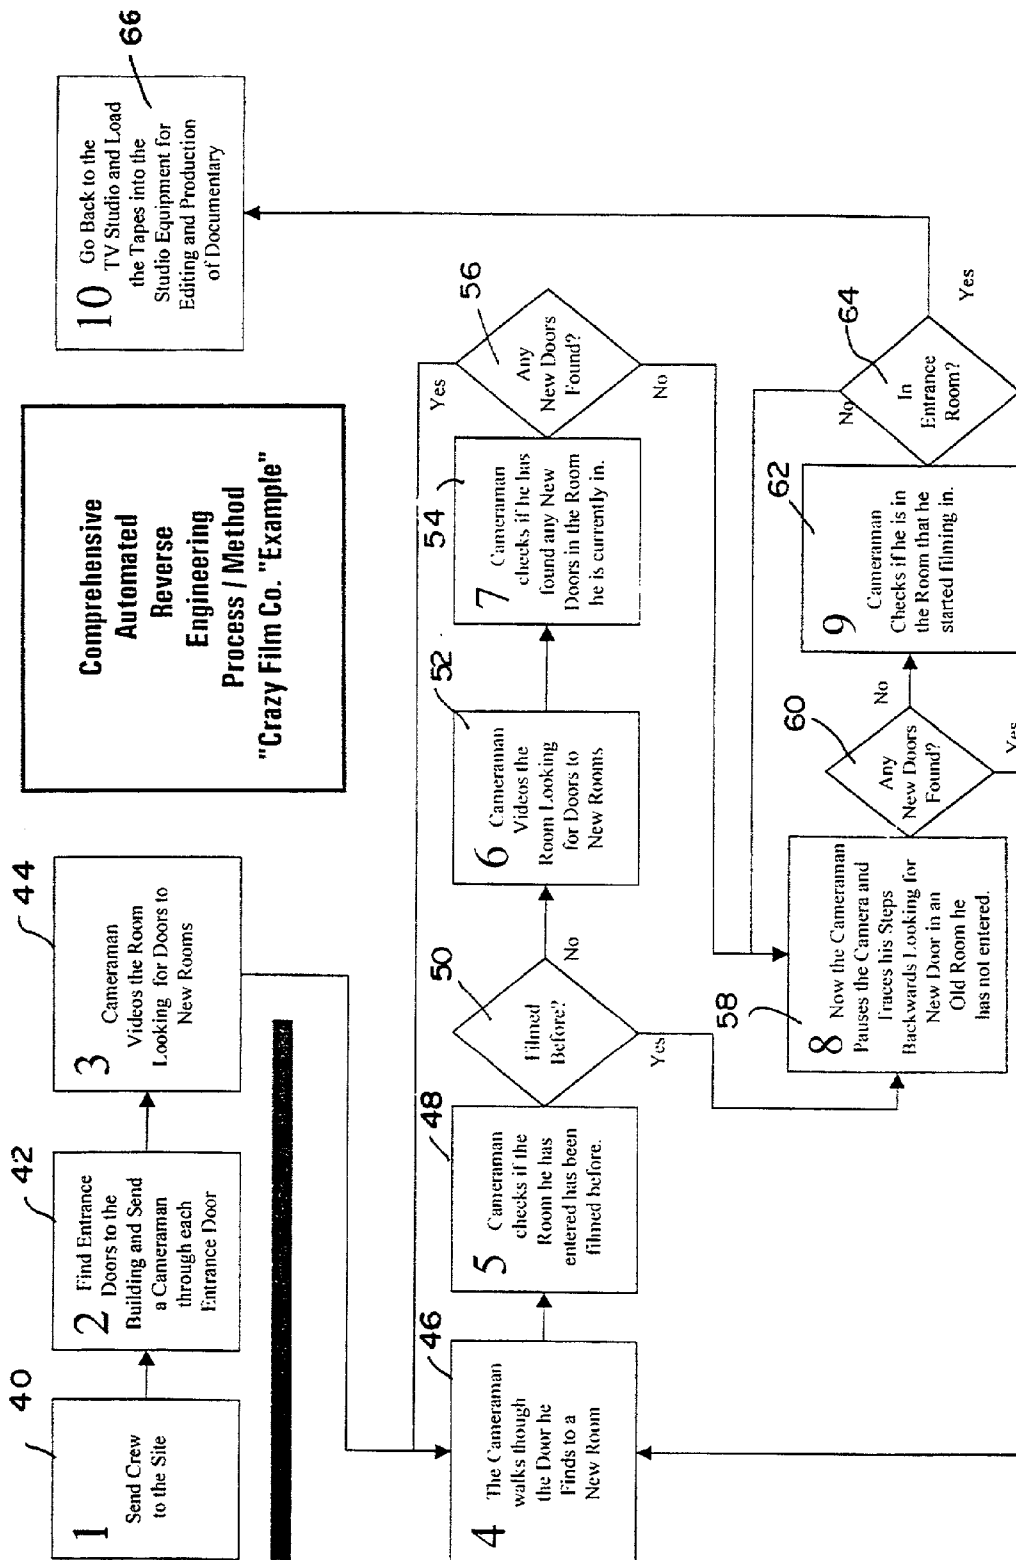 40
1 Send Crew
to the Site
42
2 Find Entrance
Doors to the
Building and Send
a Cameraman
through each
Entrance Door
44
3 Cameraman
Videos the Room
Looking for Doors to
New Rooms
Comprehensive
Automated
Reverse
Engineering
Process / Method
"Crazy Film Co. "Example"
66
10 Go Back to the
TV Studio and Load
the Tapes into the
Studio Equipment for
Editing and Production
of Documentary
46
4 The Cameraman
walks though
the Door he
Finds to a
New Room
48
5 Cameraman
checks if the
Room he has
entered has been
filmed before.
50
Filmed
Before?
No
Yes
52
6 Cameraman
Videos the
Room Looking
for Doors to
New Rooms
54
7 Cameraman
checks if he has
found any New
Doors in the Room
he is currently in.
56
Any
New Doors
Found?
Yes
No
58
8 Now the Cameraman
Pauses the Camera and
Traces his Steps
Backwards Looking for
New Door in an
Old Room he
has not entered.
60
Any
New Doors
Found?
No
Yes
62
9 Cameraman
Checks if he is in
the Room that he
started filming in.
64
In
Entrance
Room?
No
Yes